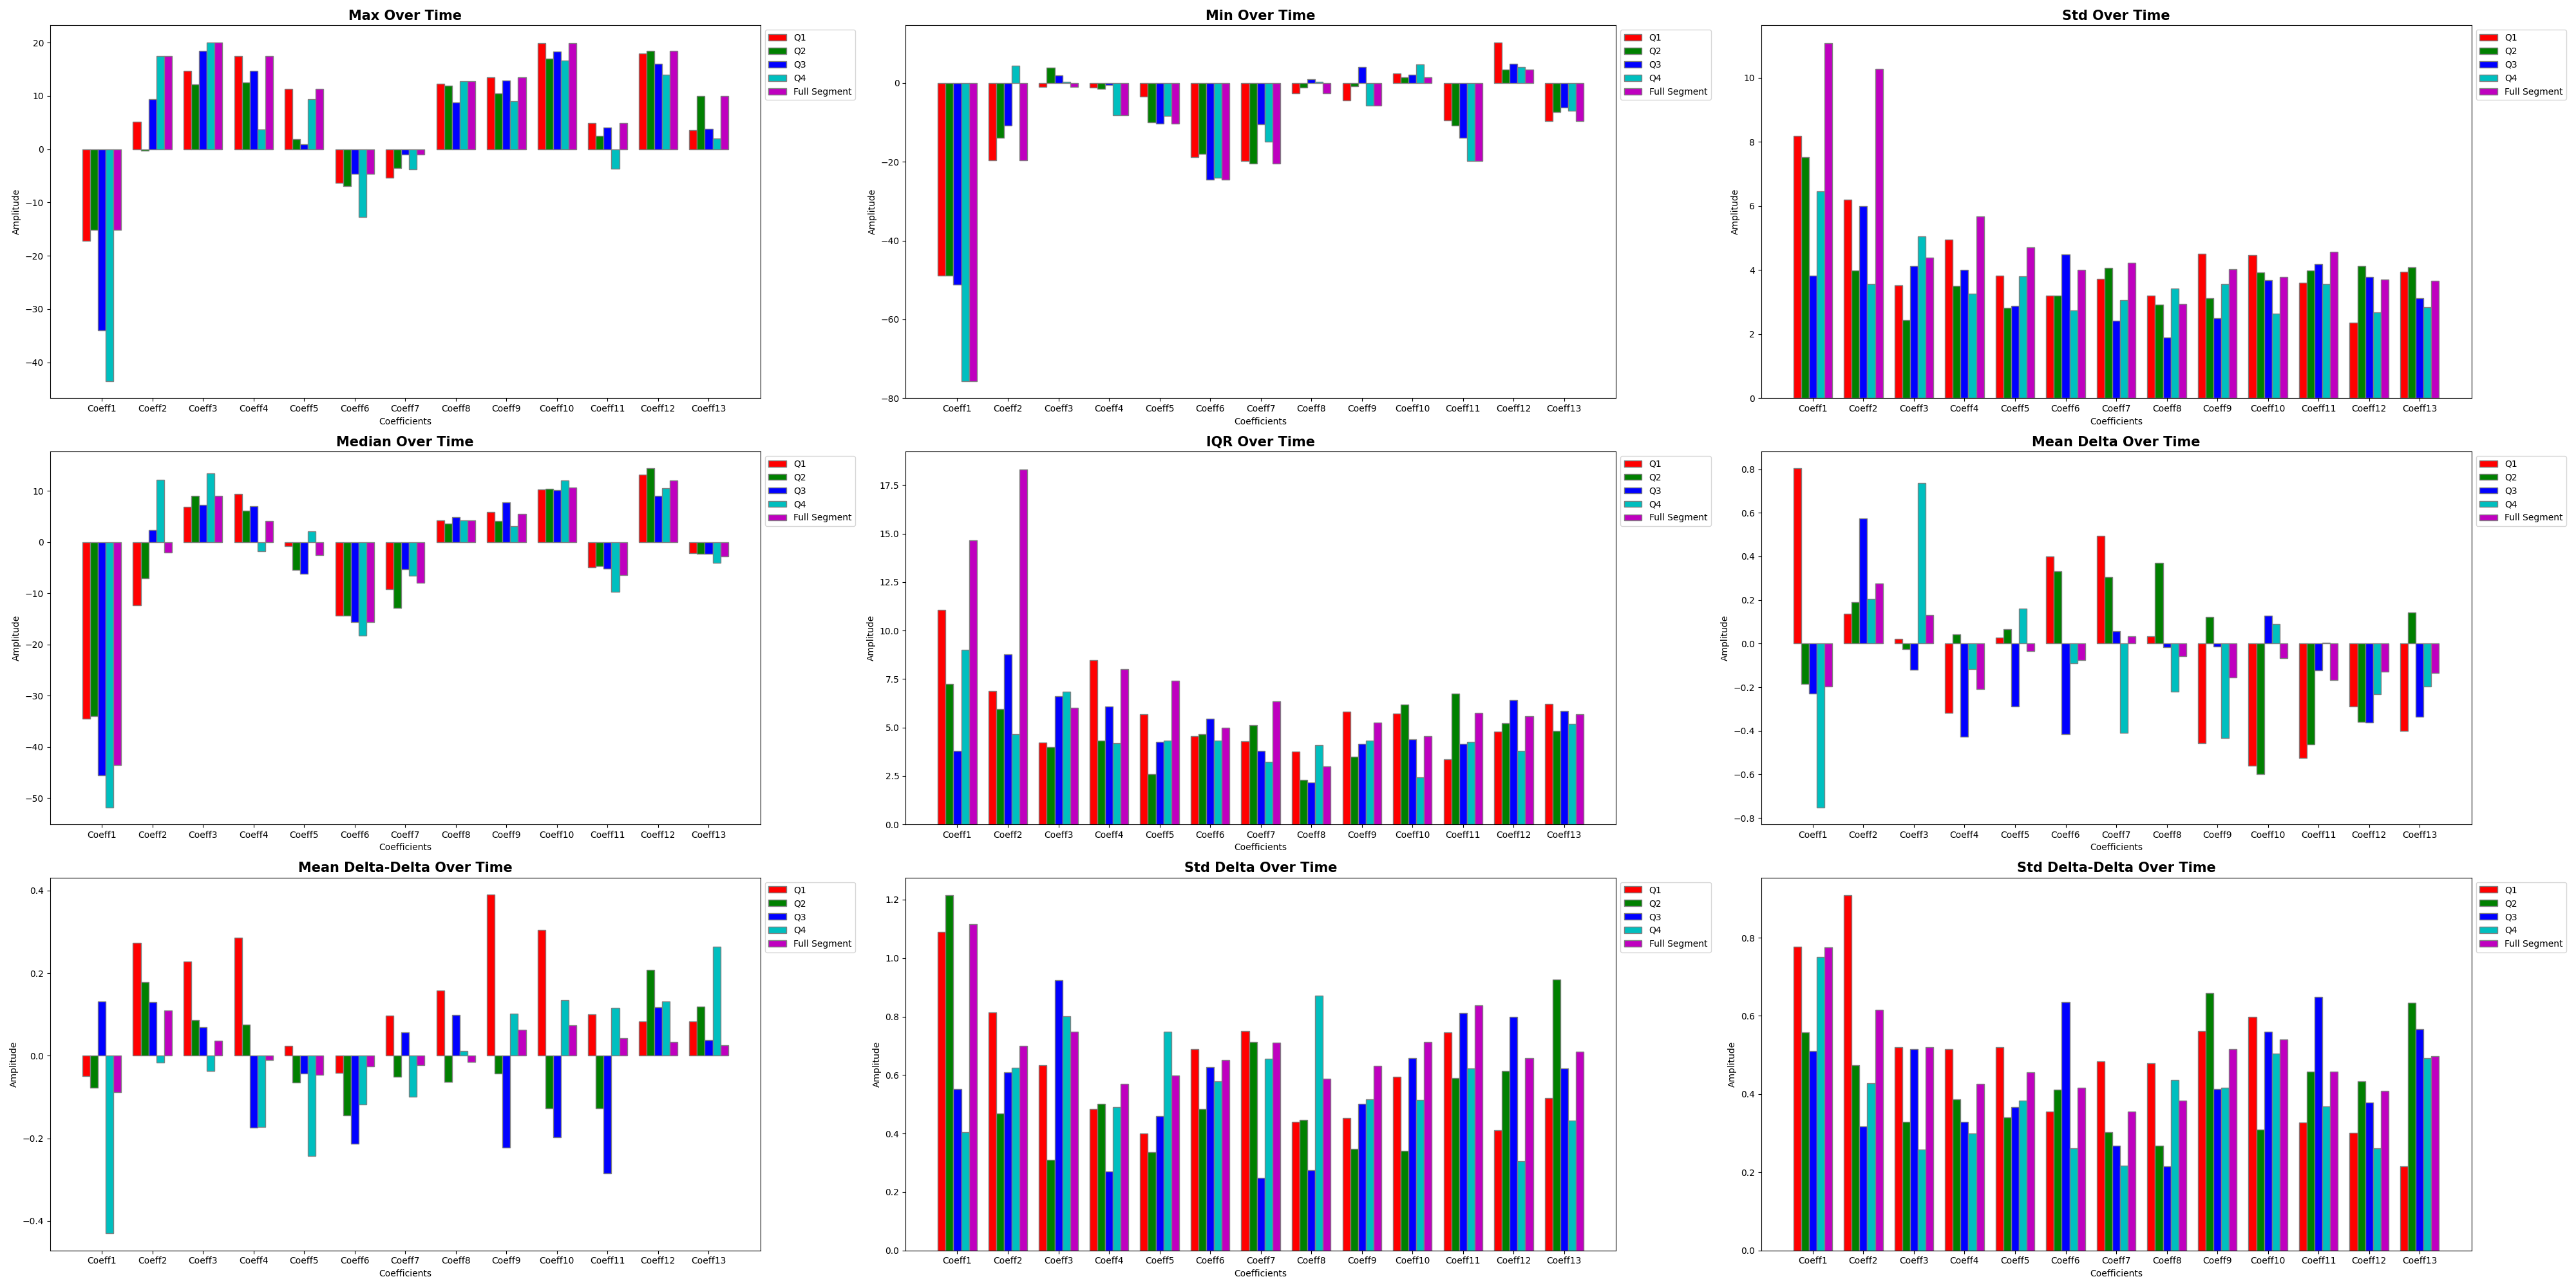 Max Over Time
Amplitude
20
10
0
−10
−20
−30
−40
Coeff1 Coeff2 Coeff3 Coeff4 Coeff5 Coeff6 Coeff7 Coeff8 Coeff9 Coeff10 Coeff11 Coeff12 Coeff13
Coefficients
Q1
Q2
Q3
Q4
Full Segment
Min Over Time
Amplitude
0
−20
−40
−60
−80
Coeff1 Coeff2 Coeff3 Coeff4 Coeff5 Coeff6 Coeff7 Coeff8 Coeff9 Coeff10 Coeff11 Coeff12 Coeff13
Coefficients
Q1
Q2
Q3
Q4
Full Segment
Std Over Time
Amplitude
10
8
6
4
2
0
Coeff1 Coeff2 Coeff3 Coeff4 Coeff5 Coeff6 Coeff7 Coeff8 Coeff9 Coeff10 Coeff11 Coeff12 Coeff13
Coefficients
Q1
Q2
Q3
Q4
Full Segment
Median Over Time
Amplitude
10
0
−10
−20
−30
−40
−50
Coeff1 Coeff2 Coeff3 Coeff4 Coeff5 Coeff6 Coeff7 Coeff8 Coeff9 Coeff10 Coeff11 Coeff12 Coeff13
Coefficients
Q1
Q2
Q3
Q4
Full Segment
IQR Over Time
Amplitude
17.5
15.0
12.5
10.0
7.5
5.0
2.5
0.0
Coeff1 Coeff2 Coeff3 Coeff4 Coeff5 Coeff6 Coeff7 Coeff8 Coeff9 Coeff10 Coeff11 Coeff12 Coeff13
Coefficients
Q1
Q2
Q3
Q4
Full Segment
Mean Delta Over Time
Amplitude
0.8
0.6
0.4
0.2
0.0
−0.2
−0.4
−0.6
−0.8
Coeff1 Coeff2 Coeff3 Coeff4 Coeff5 Coeff6 Coeff7 Coeff8 Coeff9 Coeff10 Coeff11 Coeff12 Coeff13
Coefficients
Q1
Q2
Q3
Q4
Full Segment
Mean Delta-Delta Over Time
Amplitude
0.4
0.2
0.0
−0.2
−0.4
Coeff1 Coeff2 Coeff3 Coeff4 Coeff5 Coeff6 Coeff7 Coeff8 Coeff9 Coeff10 Coeff11 Coeff12 Coeff13
Coefficients
Q1
Q2
Q3
Q4
Full Segment
Std Delta Over Time
Amplitude
1.2
1.0
0.8
0.6
0.4
0.2
0.0
Coeff1 Coeff2 Coeff3 Coeff4 Coeff5 Coeff6 Coeff7 Coeff8 Coeff9 Coeff10 Coeff11 Coeff12 Coeff13
Coefficients
Q1
Q2
Q3
Q4
Full Segment
Std Delta-Delta Over Time
Amplitude
0.8
0.6
0.4
0.2
0.0
Coeff1 Coeff2 Coeff3 Coeff4 Coeff5 Coeff6 Coeff7 Coeff8 Coeff9 Coeff10 Coeff11 Coeff12 Coeff13
Coefficients
Q1
Q2
Q3
Q4
Full Segment